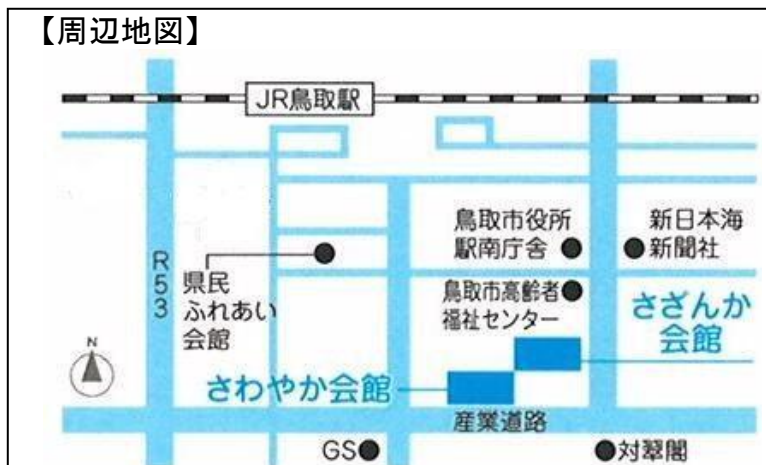 【周辺地図】
JR鳥取駅
鳥取市役所
駅南庁舎
新日本海
新聞社
R53
県民
ふれあい
会館
鳥取市高齢者
福祉センター
さざんか
会館
N
さわやか会館
産業道路
GS
対翠閣